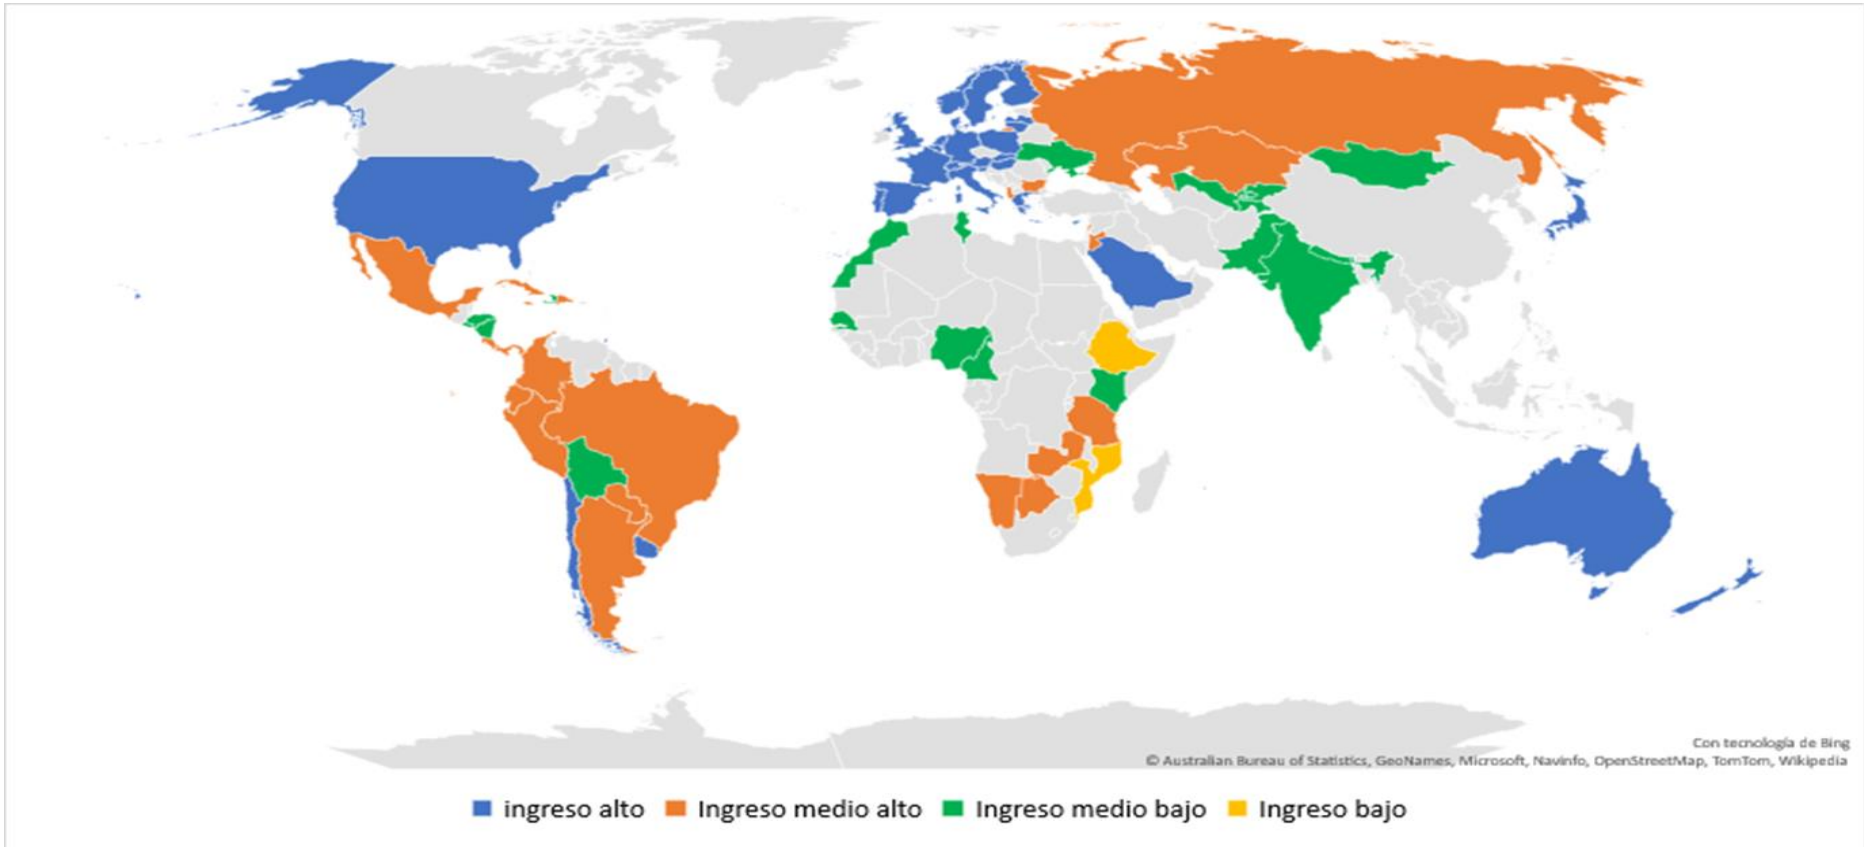 Con tecnología de Bing
© Australian Bureau of Statistics, GeoNames, Microsoft, Navinfo, OpenStreetMap, TomTom, Wikipedia
ingreso alto Ingreso medio alto Ingreso medio bajo Ingreso bajo